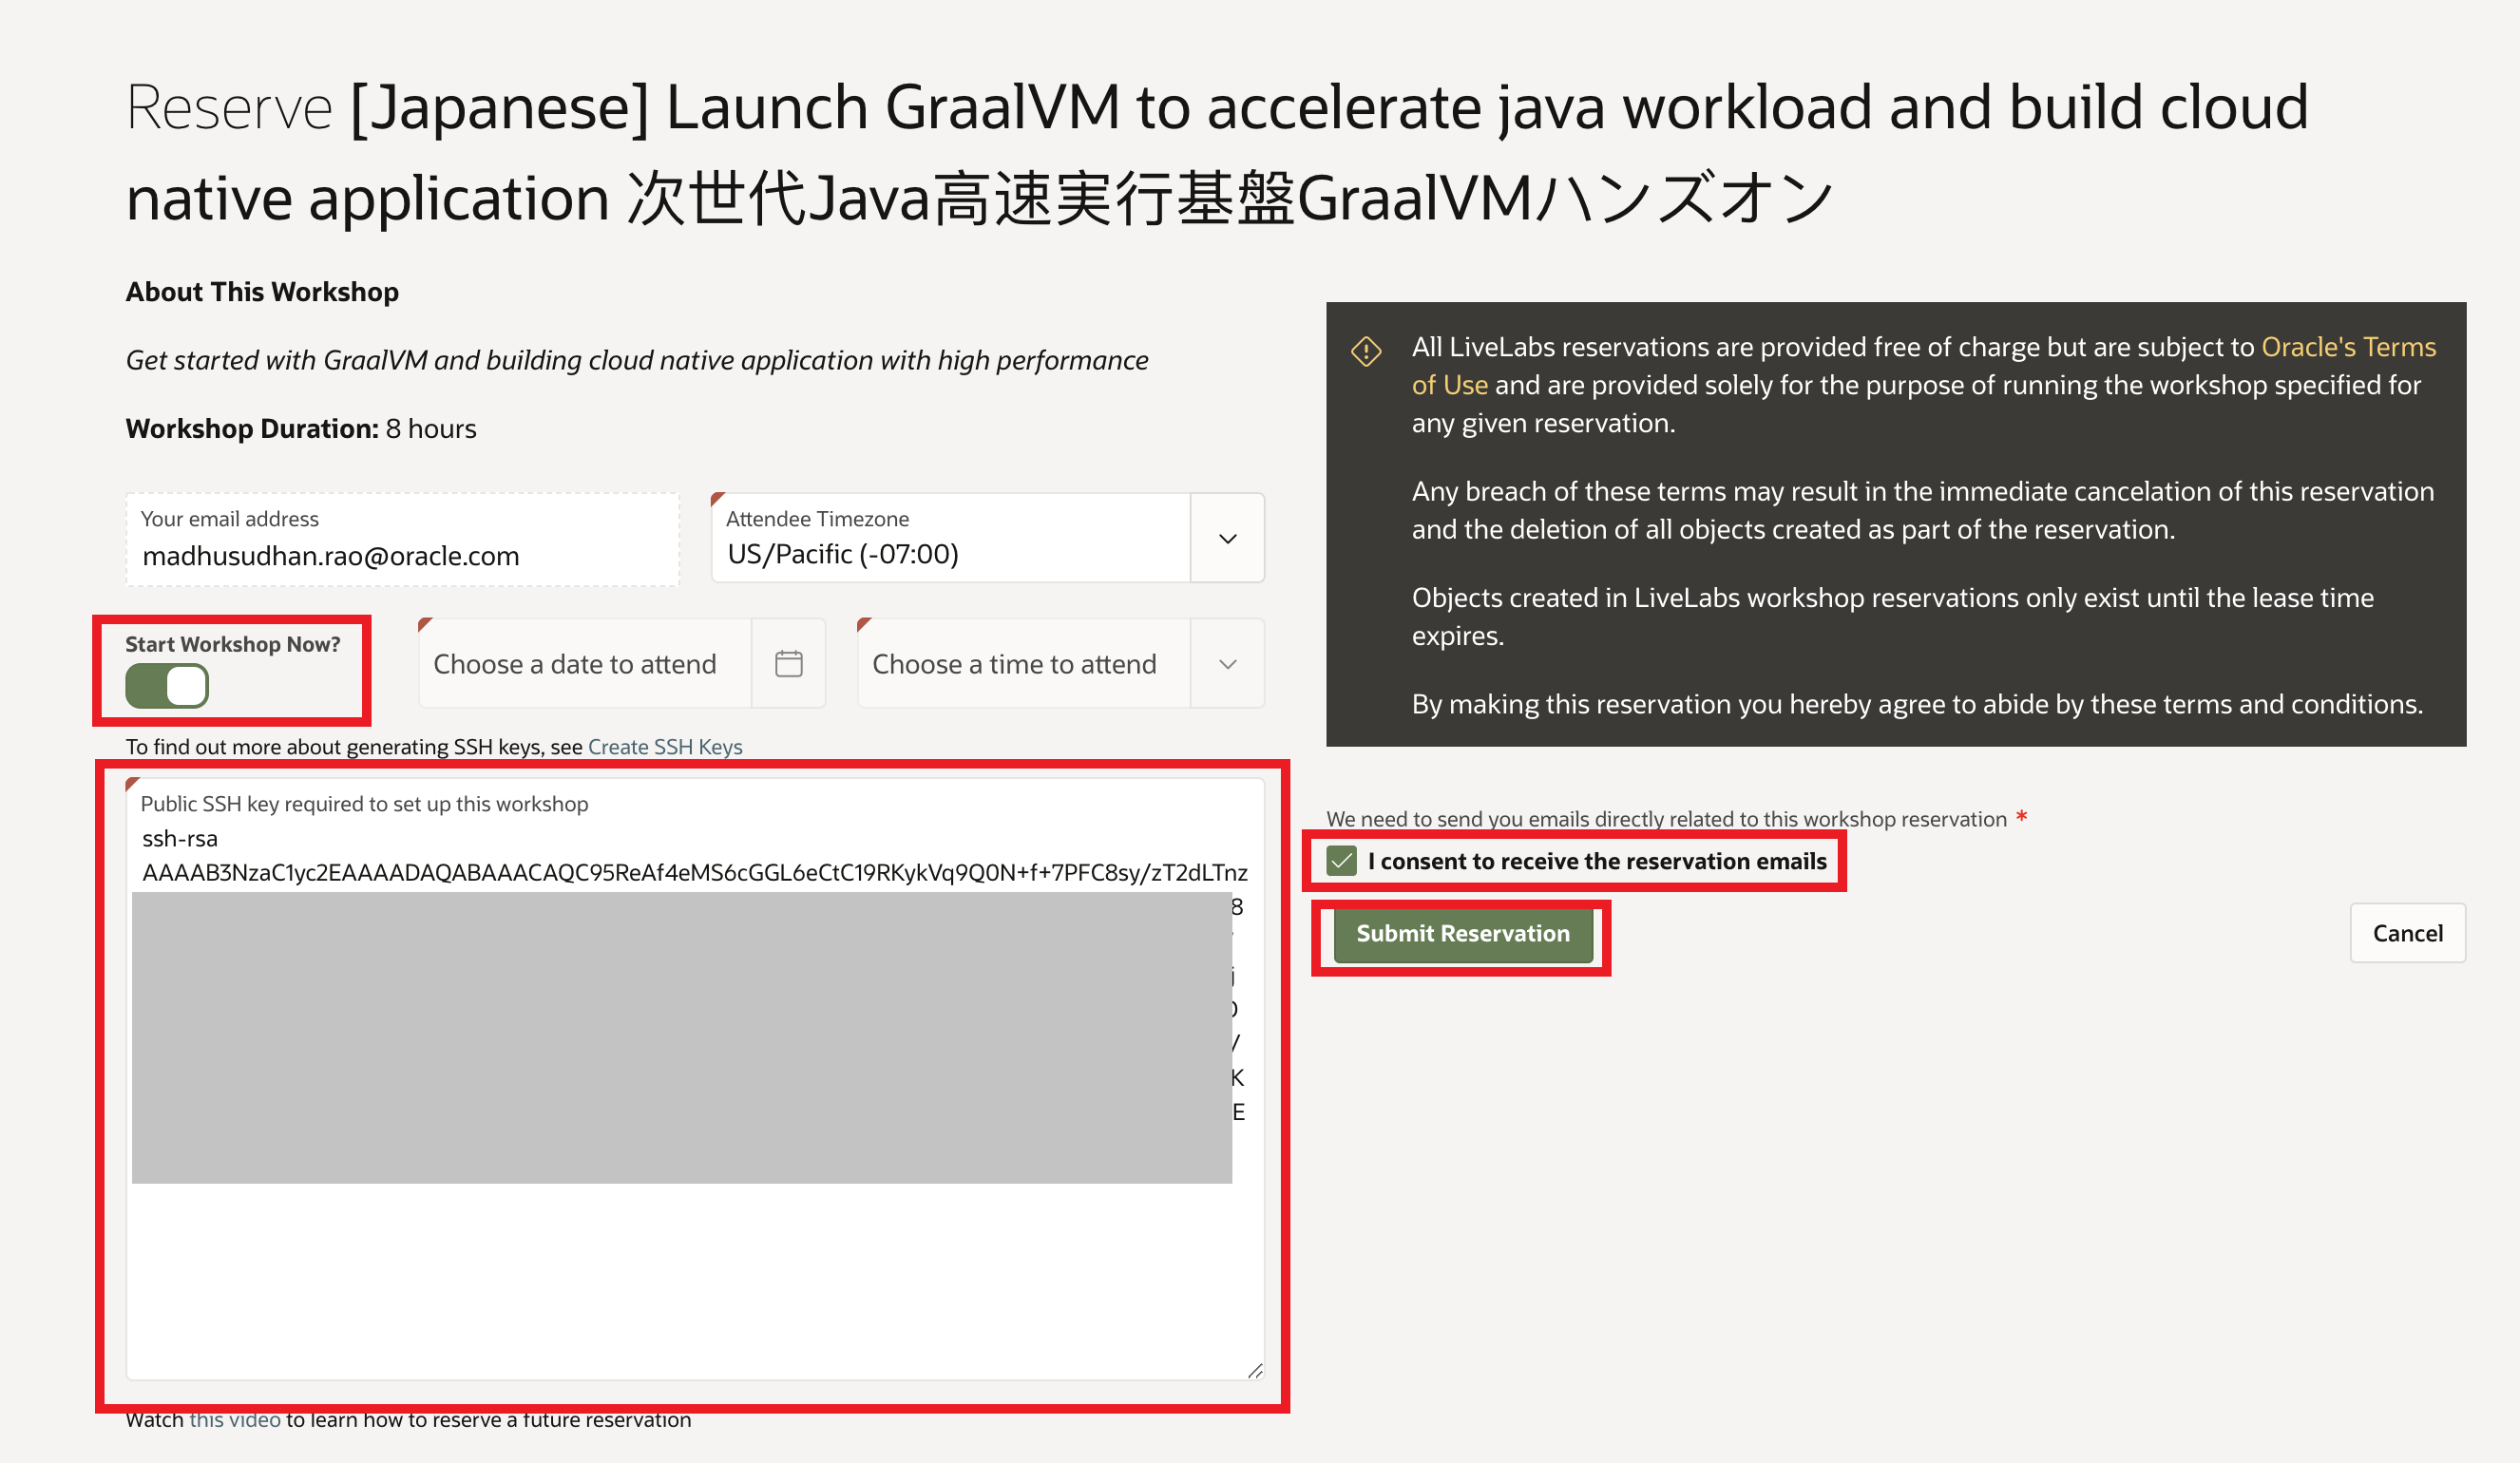 Reserve [Japanese] Launch GraalVM to accelerate java workload and build cloud
native application 次世代Java高速実行基盤GraalVMハンズオン
About This Workshop
Get started with GraalVM and building cloud native application with high performance
Workshop Duration: 8 hours
Your email address
madhusudhan.rao@oracle.com
Attendee Timezone
US/Pacific (-07:00)
Start Workshop Now?
Choose a date to attend
Choose a time to attend
To find out more about generating SSH keys, see Create SSH Keys
Public SSH key required to set up this workshop
ssh-rsa
AAAAB3NzaC1yc2EAAAADAQABAAACAQC95ReAf4eMS6cGGL6eCtC19RKykVq9Q0N+f+7PFC8sy/zT2dLTnz
8
j
/
K
E
Watch this video to learn how to reserve a future reservation
All LiveLabs reservations are provided free of charge but are subject to Oracle's Terms
of Use and are provided solely for the purpose of running the workshop specified for
any given reservation.
Any breach of these terms may result in the immediate cancelation of this reservation
and the deletion of all objects created as part of the reservation.
Objects created in LiveLabs workshop reservations only exist until the lease time
expires.
By making this reservation you hereby agree to abide by these terms and conditions.
We need to send you emails directly related to this workshop reservation *
I consent to receive the reservation emails
Submit Reservation
Cancel